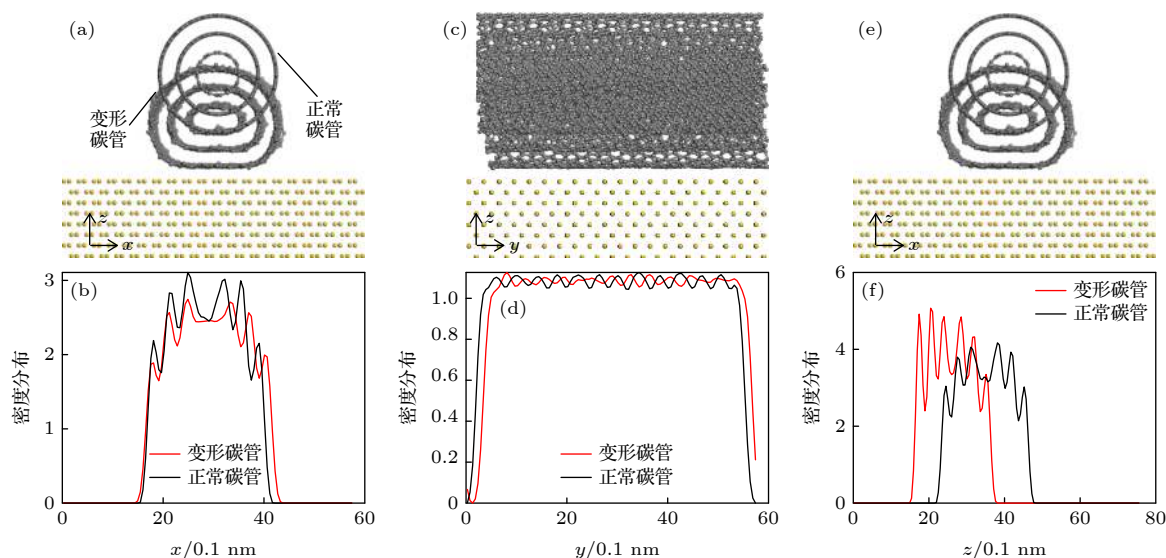 (a)
变形
碳管
正常
碳管
z
x
(c)
z
y
(e)
z
x
(b)
密度分布
3
2
1
0
变形碳管
正常碳管
0
20
40
60
x/0.1 nm
(d)
密度分布
1.0
0.8
0.6
0.4
0.2
0
变形碳管
正常碳管
0
20
40
60
y/0.1 nm
(f)
密度分布
6
4
2
0
变形碳管
正常碳管
0
20
40
60
80
z/0.1 nm